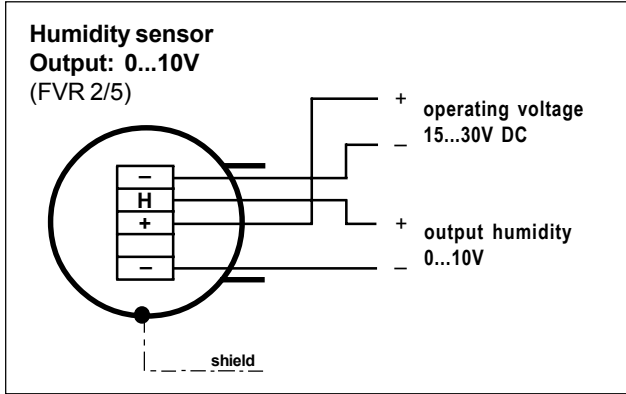 Humidity sensor
Output: 0...10V
(FVR 2/5)
+ operating voltage
− 15...30V DC
−
H
+
−
+ output humidity
− 0...10V
shield